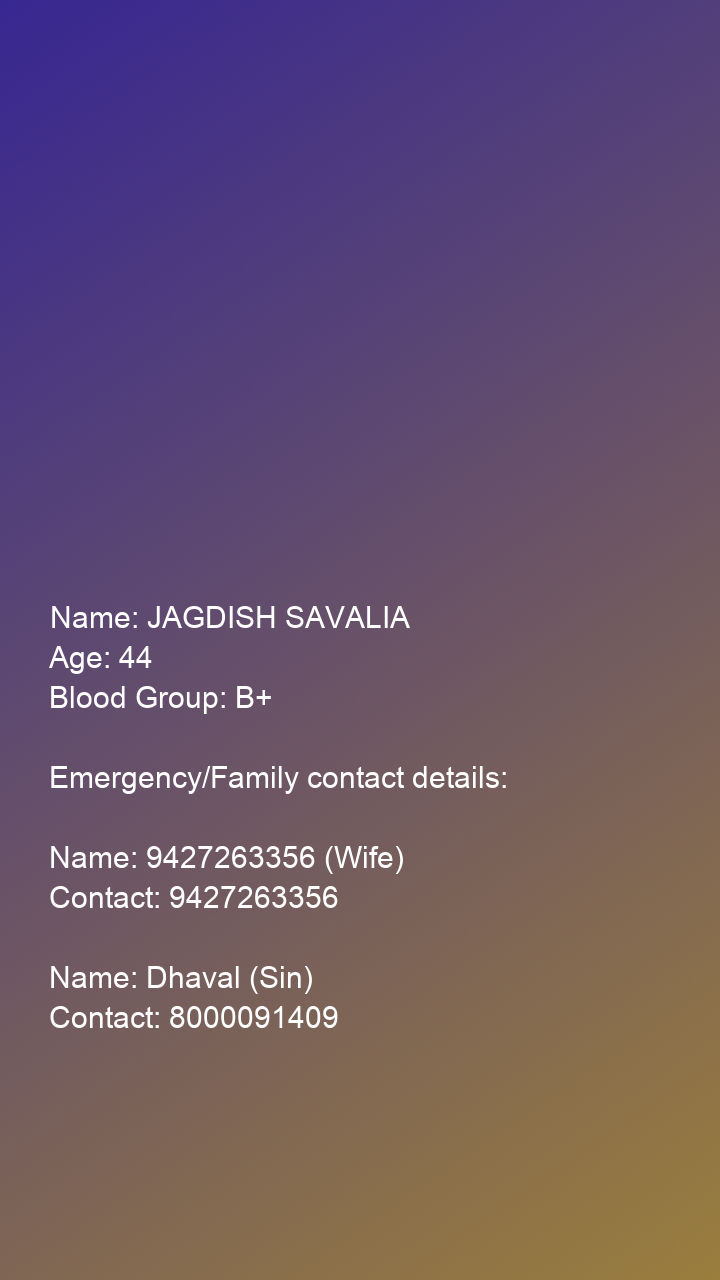 Name: JAGDISH SAVALIA
Age: 44
Blood Group: B+
Emergency/Family contact details:
Name: 9427263356 (Wife)
Contact: 9427263356
Name: Dhaval (Sin)
Contact: 8000091409